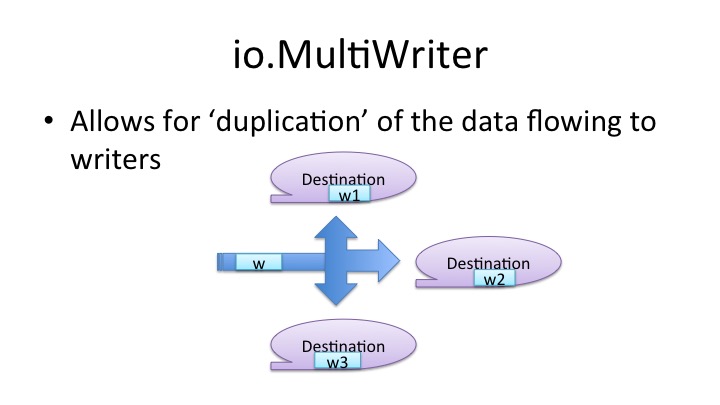 io.MultiWriter
• Allows for ‘duplication’ of the data flowing to
writers
Destination
w1
w
Destination
w2
Destination
w3